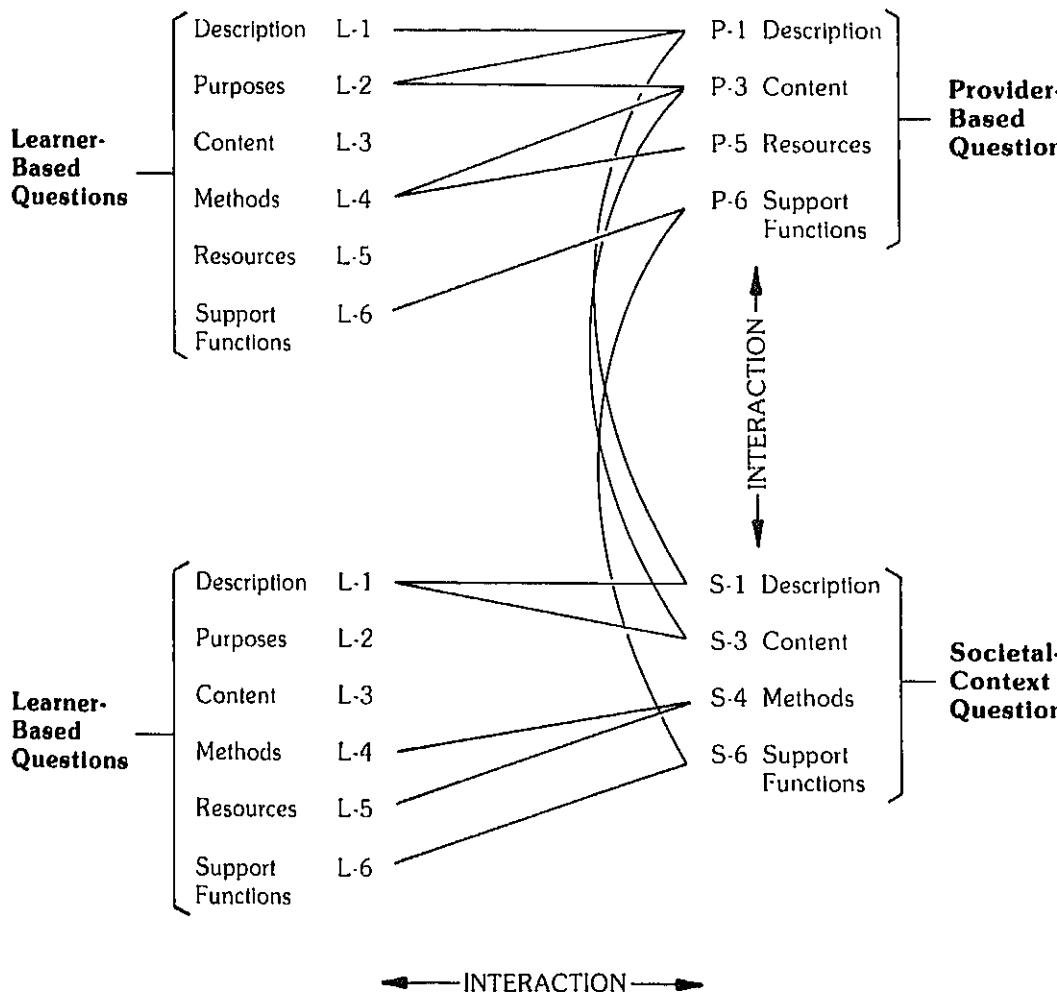 Description L-1
Purposes L-2
Content L-3
Methods L-4
Resources L-5
Support L-6
Functions
Learner-
Based
Questions
P-1 Description
P-3 Content
P-5 Resources
P-6 Support
Functions
Provider-
Based
Question
INTERACTION
Description L-1
Purposes L-2
Content L-3
Methods L-4
Resources L-5
Support L-6
Functions
Learner-
Based
Questions
S-1 Description
S-3 Content
S-4 Methods
S-6 Support
Functions
Societal-
Context
Question
INTERACTION